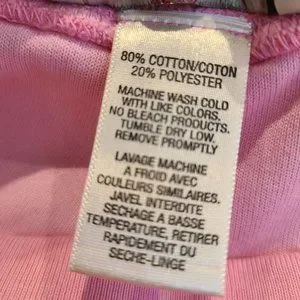 80% COTTON/COTON
20% POLYESTER
MACHINE WASH COLD
WITH LIKE COLORS.
NO BLEACH PRODUCTS.
TUMBLE DRY LOW.
REMOVE PROMPTLY
LAVAGE MACHINE
A FROID AVEC
COULEURS SIMILAIRES.
JAVEL INTERDITE
SECHAGE A BASSE
TEMPERATURE, RETIRER
RAPIDEMENT DU
SECHE-LINGE